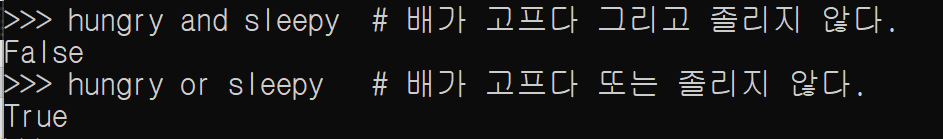 >>> hungry and sleepy  # 배가 고프다 그리고 졸리지 않다.
False
>>> hungry or sleepy   # 배가 고프다 또는 졸리지 않다.
True